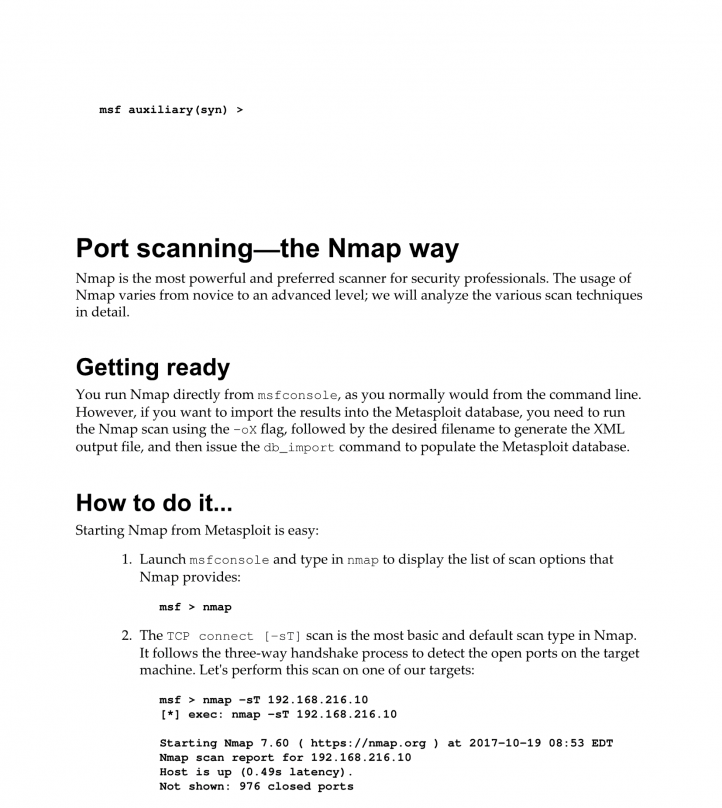 msf auxiliary(syn) >
Port scanning—the Nmap way
Nmap is the most powerful and preferred scanner for security professionals. The usage of
Nmap varies from novice to an advanced level; we will analyze the various scan techniques
in detail.
Getting ready
You run Nmap directly from msfconsole, as you normally would from the command line.
However, if you want to import the results into the Metasploit database, you need to run
the Nmap scan using the -oX flag, followed by the desired filename to generate the XML
output file, and then issue the db_import command to populate the Metasploit database.
How to do it...
Starting Nmap from Metasploit is easy:
1. Launch msfconsole and type in nmap to display the list of scan options that
Nmap provides:
msf > nmap
2. The TCP connect [-sT] scan is the most basic and default scan type in Nmap.
It follows the three-way handshake process to detect the open ports on the target
machine. Let's perform this scan on one of our targets:
msf > nmap -sT 192.168.216.10
[*] exec: nmap -sT 192.168.216.10
Starting Nmap 7.60 ( https://nmap.org ) at 2017-10-19 08:53 EDT
Nmap scan report for 192.168.216.10
Host is up (0.49s latency).
Not shown: 976 closed ports